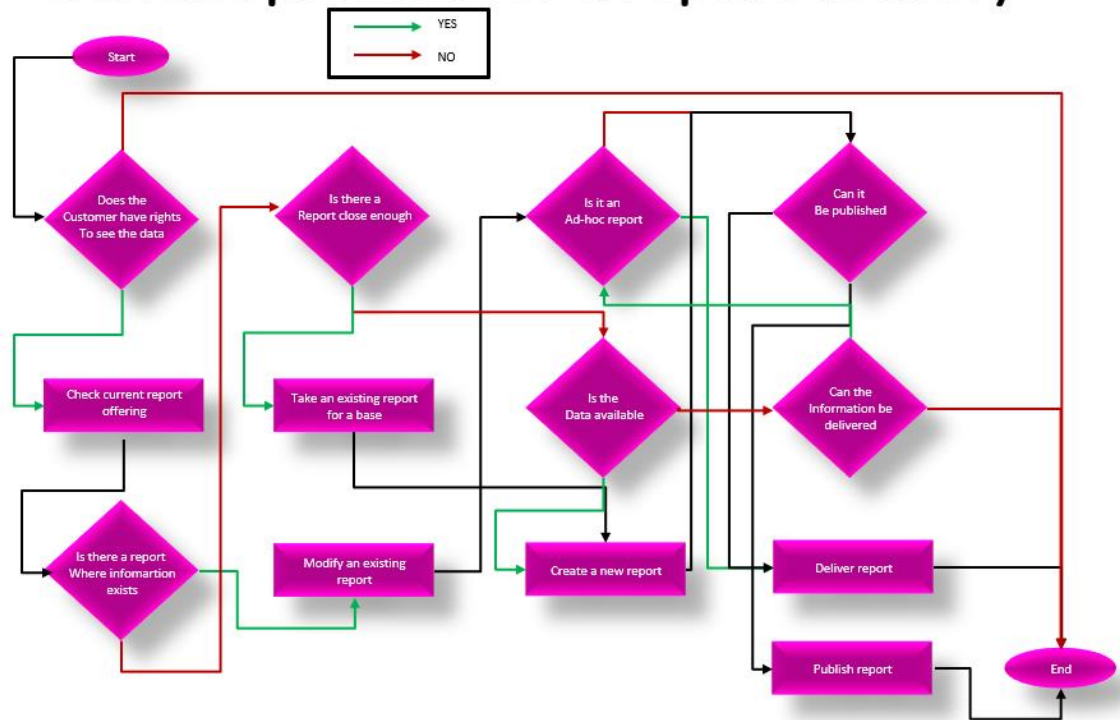 YES
NO
Start
Does the
Customer have rights
To see the data
Is there a
Report close enough
Is it an
Ad-hoc report
Can it
Be published
Check current report
offering
Take an existing report
for a base
Is the
Data available
Can the
Information be
delivered
Is there a report
Where infomartion
exists
Modify an existing
report
Create a new report
Deliver report
Publish report
End